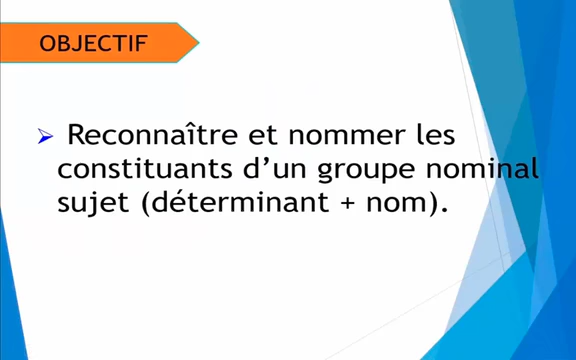 OBJECTIF
Reconnaître et nommer les
constituants d’un groupe nominal
sujet (déterminant + nom).